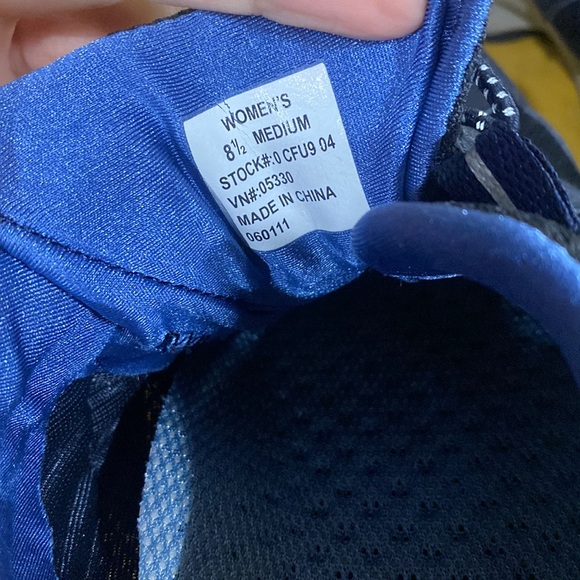 WOMEN'S
8½ MEDIUM
STOCK#:0 CFU9 04
VN#:05330
MADE IN CHINA
060111